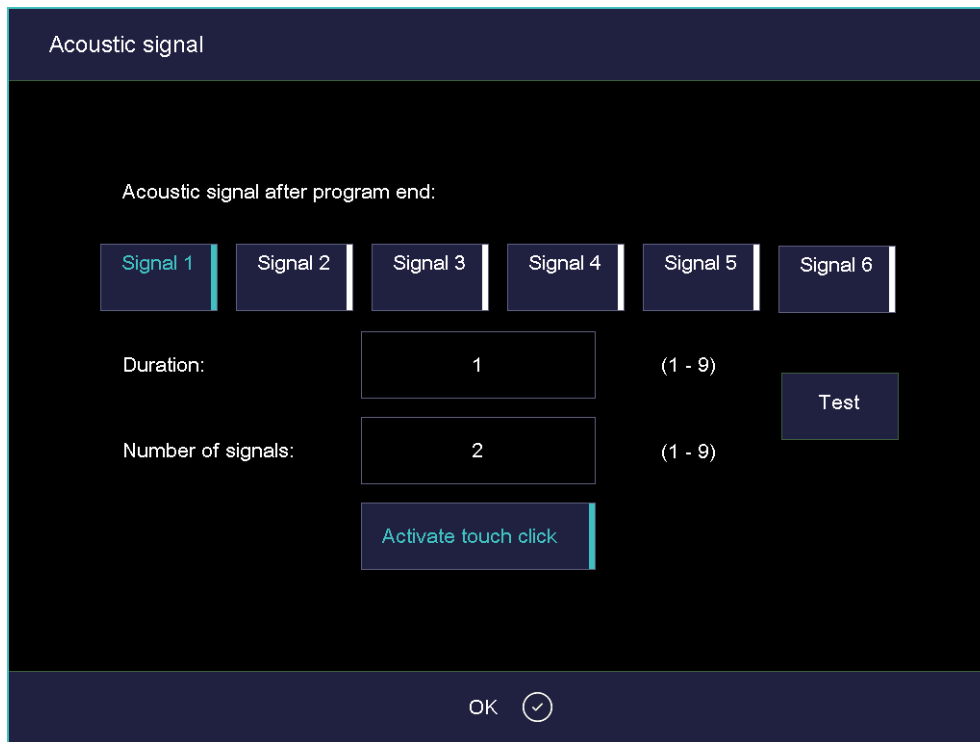 Acoustic signal
Acoustic signal after program end:
Signal 1 Signal 2 Signal 3 Signal 4 Signal 5 Signal 6
Duration: 1 (1 - 9)
Test
Number of signals: 2 (1 - 9)
Activate touch click
OK